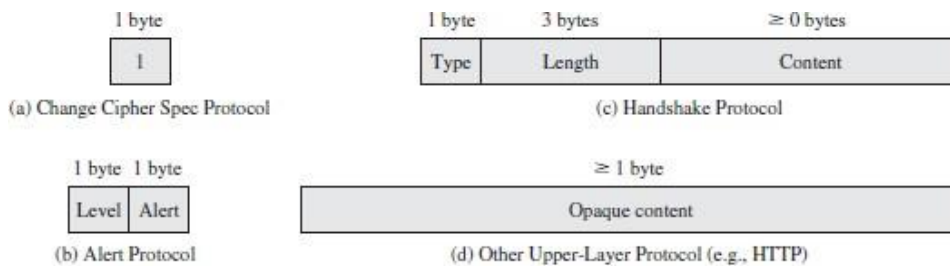 1 byte
1
(a) Change Cipher Spec Protocol
1 byte 3 bytes ≥ 0 bytes
Type Length Content
(c) Handshake Protocol
1 byte 1 byte
Level Alert
(b) Alert Protocol
≥ 1 byte
Opaque content
(d) Other Upper-Layer Protocol (e.g., HTTP)